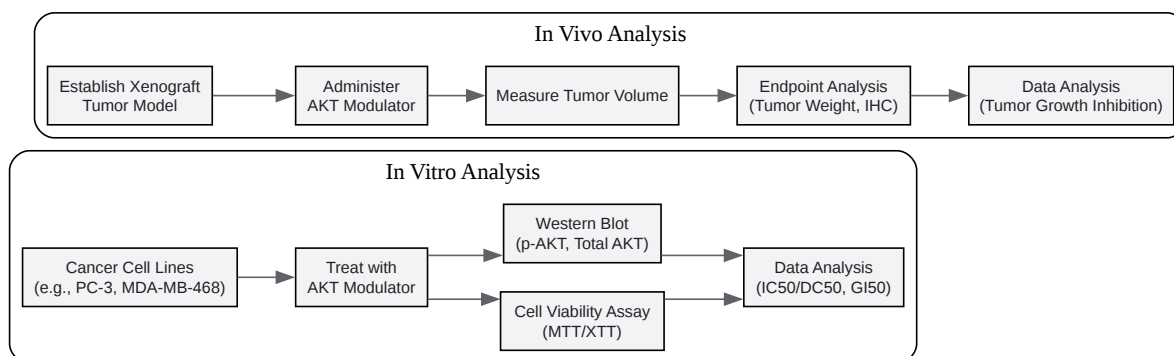 In Vivo Analysis
Establish Xenograft
Tumor Model
Administer
AKT Modulator
Measure Tumor Volume
Endpoint Analysis
(Tumor Weight, IHC)
Data Analysis
(Tumor Growth Inhibition)
In Vitro Analysis
Cancer Cell Lines
(e.g., PC-3, MDA-MB-468)
Treat with
AKT Modulator
Western Blot
(p-AKT, Total AKT)
Cell Viability Assay
(MTT/XTT)
Data Analysis
(IC50/DC50, GI50)